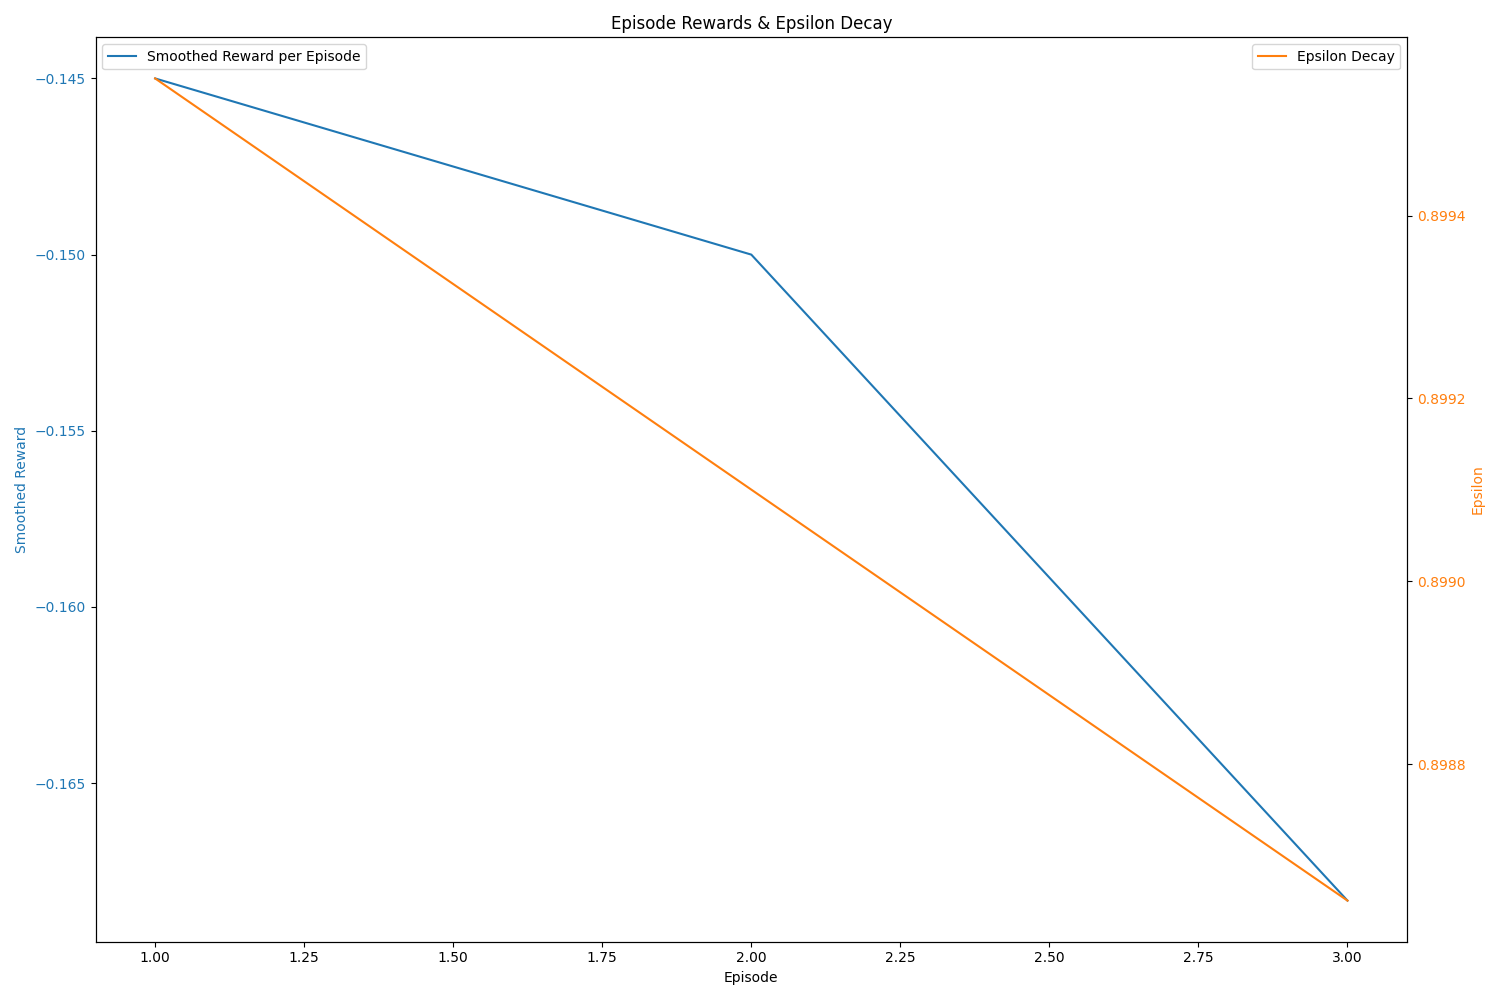 Episode Rewards & Epsilon Decay
Smoothed Reward per Episode
Epsilon Decay
−0.145
−0.150
−0.155
−0.160
−0.165
Smoothed Reward
0.8994
0.8992
0.8990
0.8988
Epsilon
1.00 1.25 1.50 1.75 2.00 2.25 2.50 2.75 3.00
Episode